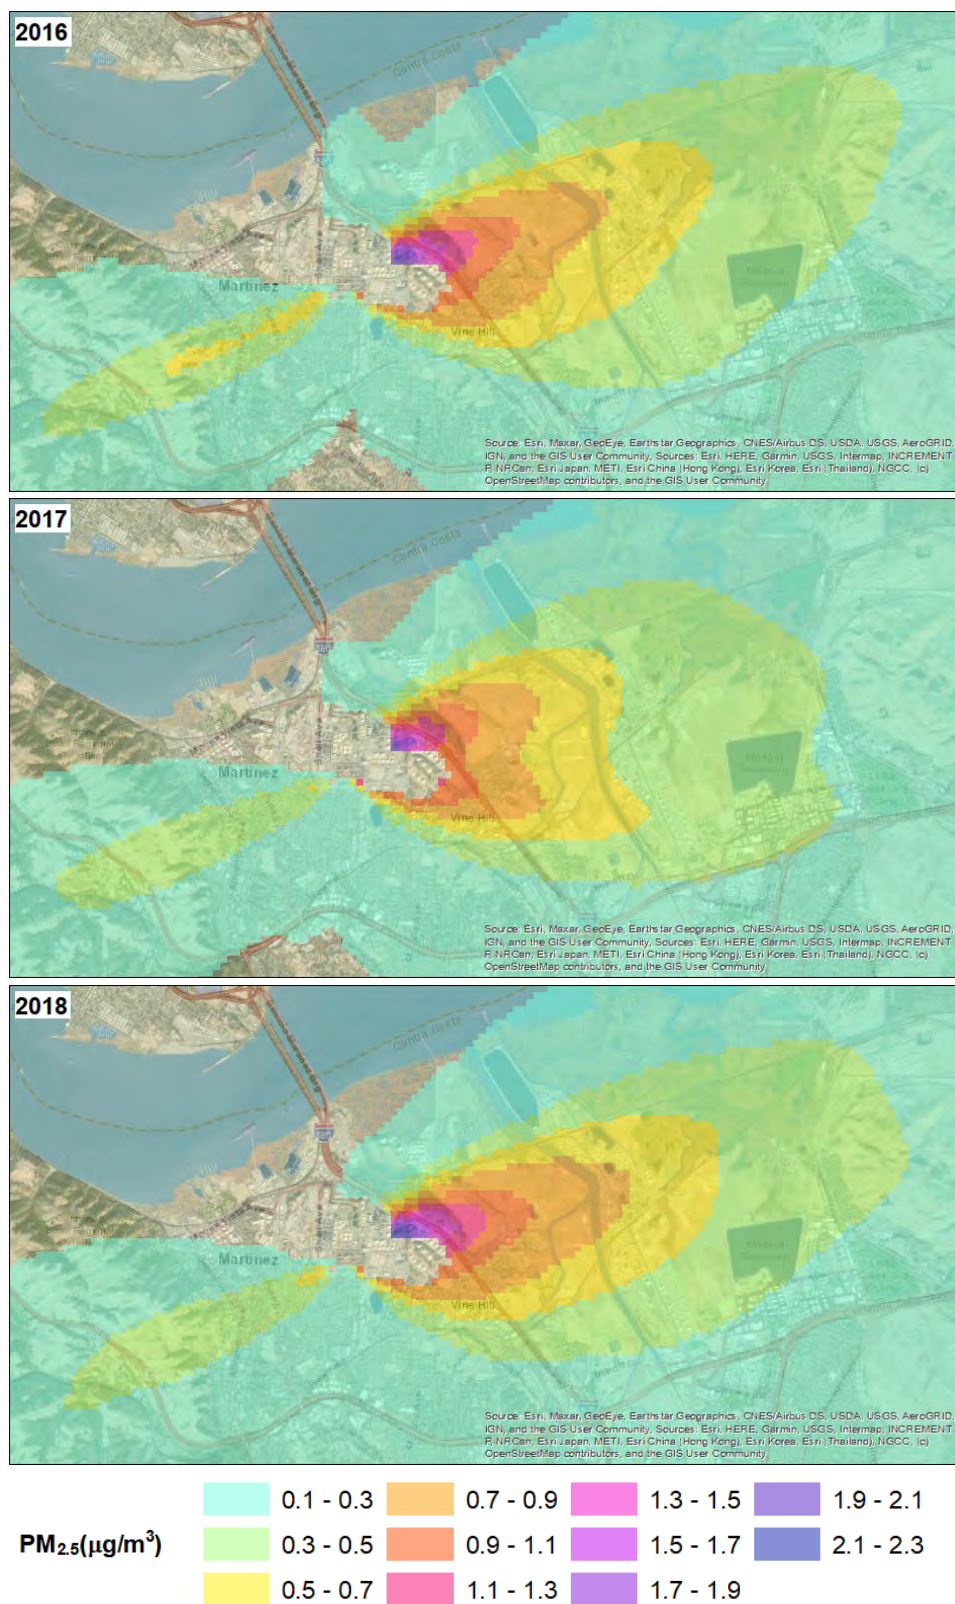 2016
Contra Costa
Martinez
Vine Hill
Source: Esri, Maxar, GeoEye, Earthstar Geographics, CNES/Airbus DS, USDA, USGS, AeroGRID,
IGN, and the GIS User Community, Sources: Esri, HERE, Garmin, USGS, Intermap, INCREMENT
P, NRCan, Esri Japan, METI, Esri China (Hong Kong), Esri Korea, Esri (Thailand), NGCC, (c)
OpenStreetMap contributors, and the GIS User Community
2017
Contra Costa
Martinez
Vine Hill
Source: Esri, Maxar, GeoEye, Earthstar Geographics, CNES/Airbus DS, USDA, USGS, AeroGRID,
IGN, and the GIS User Community, Sources: Esri, HERE, Garmin, USGS, Intermap, INCREMENT
P, NRCan, Esri Japan, METI, Esri China (Hong Kong), Esri Korea, Esri (Thailand), NGCC, (c)
OpenStreetMap contributors, and the GIS User Community
2018
Contra Costa
Martinez
Vine Hill
Source: Esri, Maxar, GeoEye, Earthstar Geographics, CNES/Airbus DS, USDA, USGS, AeroGRID,
IGN, and the GIS User Community, Sources: Esri, HERE, Garmin, USGS, Intermap, INCREMENT
P, NRCan, Esri Japan, METI, Esri China (Hong Kong), Esri Korea, Esri (Thailand), NGCC, (c)
OpenStreetMap contributors, and the GIS User Community
PM2.5(μg/m³)
0.1 - 0.3
0.3 - 0.5
0.5 - 0.7
0.7 - 0.9
0.9 - 1.1
1.1 - 1.3
1.3 - 1.5
1.5 - 1.7
1.7 - 1.9
1.9 - 2.1
2.1 - 2.3